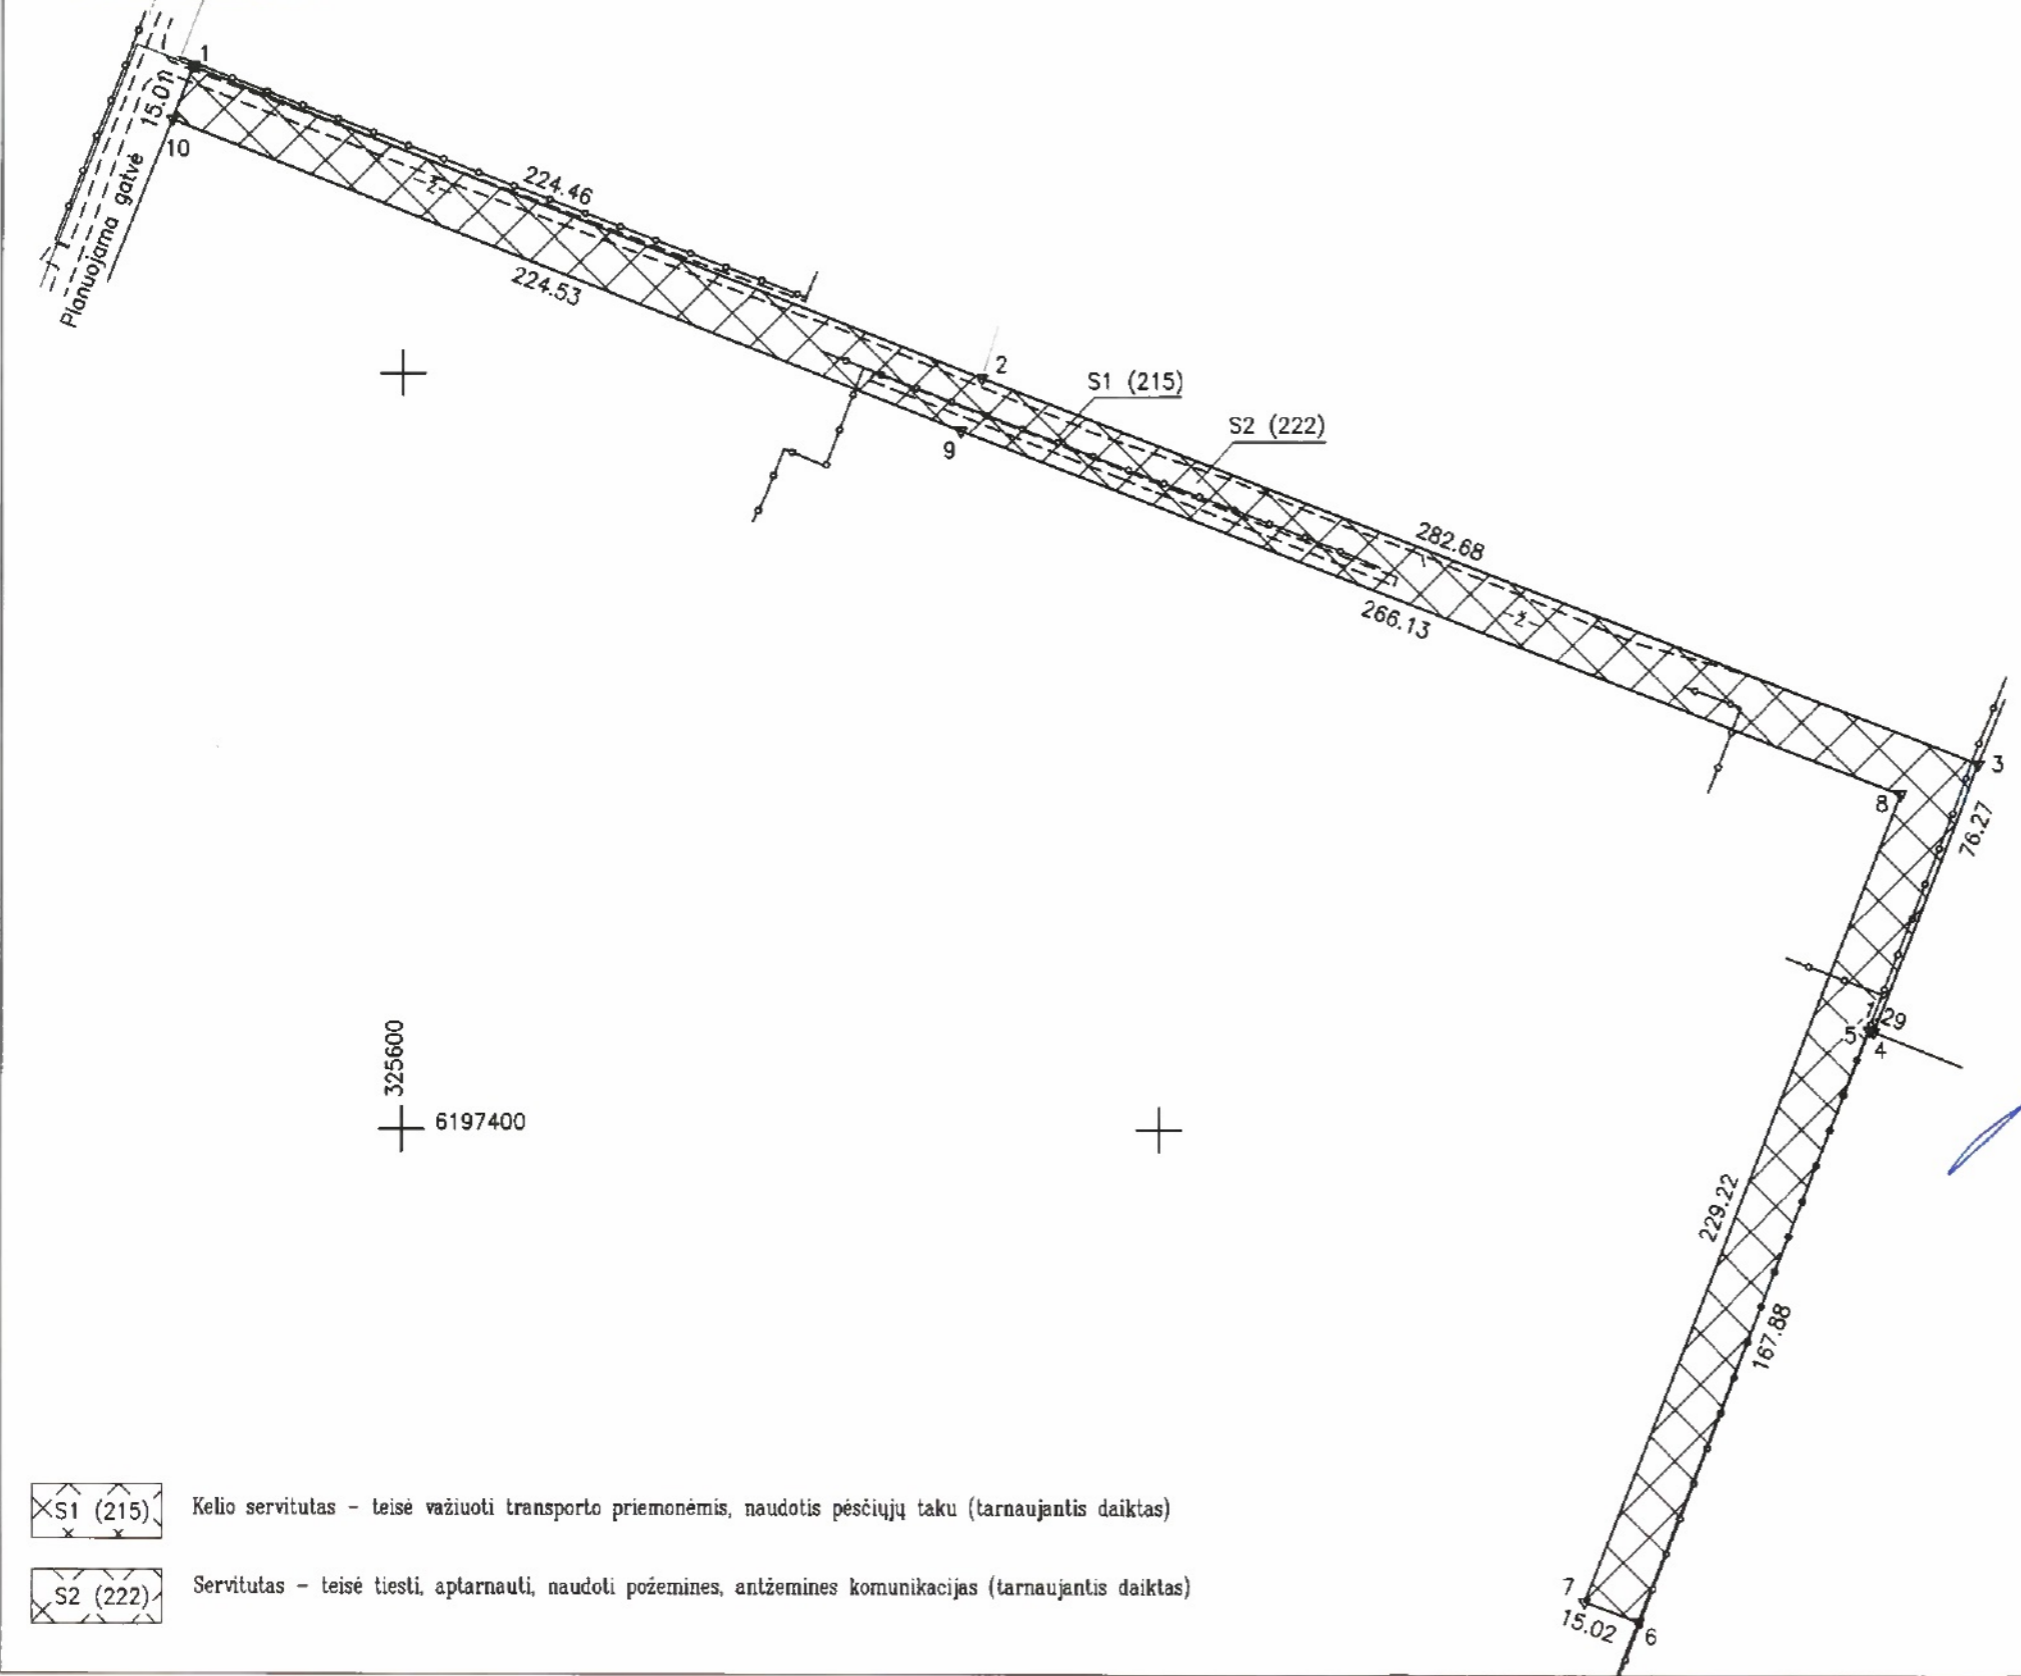 1
15.01
10
Planuojama gatvė
224.46
ž
224.53
2
S1 (215)
S2 (222)
9
282.68
266.13
ž
3
8
76.27
29
5
4
325600
6197400
229.22
167.88
S1 (215)
Kelio servitutas – teisė važiuoti transporto priemonėmis, naudotis pėsčiųjų taku (tarnaujantis daiktas)
S2 (222)
Servitutas – teisė tiesti, aptarnauti, naudoti požemines, antžemines komunikacijas (tarnaujantis daiktas)
7
15.02
6